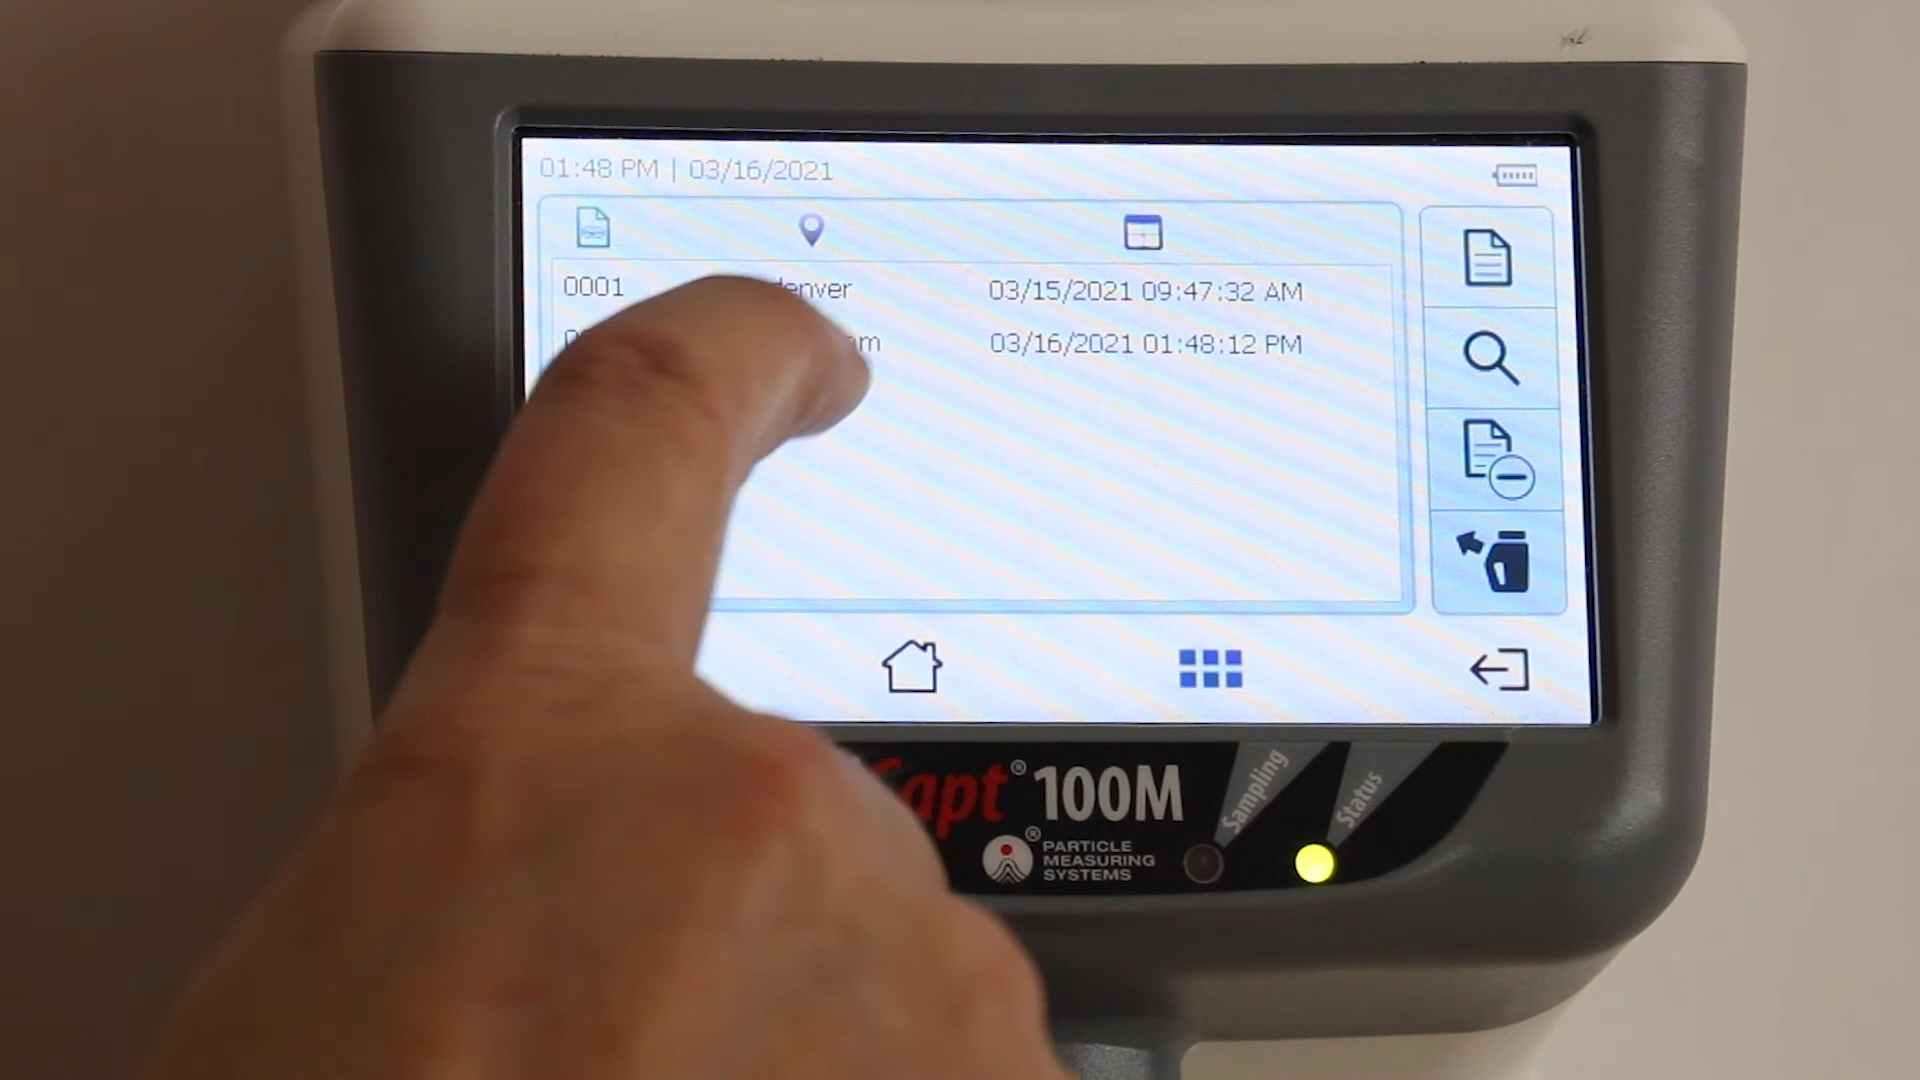 01:48 PM | 03/16/2021
0001 denver 03/15/2021 09:47:32 AM
03/16/2021 01:48:12 PM
Capt® 100M
Sampling
Status
® PARTICLE
MEASURING
SYSTEMS